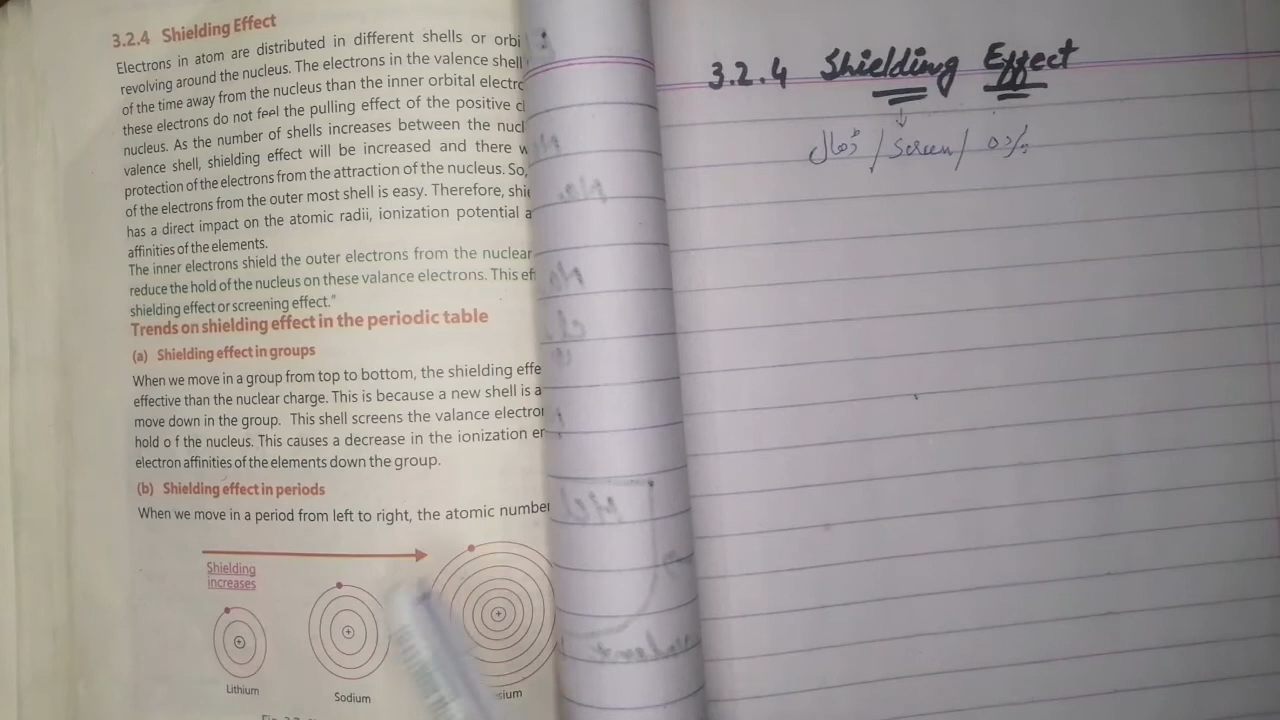 3.2.4 Shielding Effect
Electrons in atom are distributed in different shells or orbi
revolving around the nucleus. The electrons in the valence shell
of the time away from the nucleus than the inner orbital electro
these electrons do not feel the pulling effect of the positive cl
nucleus. As the number of shells increases between the nucl
valence shell, shielding effect will be increased and there w
protection of the electrons from the attraction of the nucleus. So,
of the electrons from the outer most shell is easy. Therefore, shie
has a direct impact on the atomic radii, ionization potential a
affinities of the elements.
The inner electrons shield the outer electrons from the nuclear
reduce the hold of the nucleus on these valance electrons. This eff
shielding effect or screening effect."
Trends on shielding effect in the periodic table
(a) Shielding effect in groups
When we move in a group from top to bottom, the shielding effe
effective than the nuclear charge. This is because a new shell is a
move down in the group. This shell screens the valance electron
hold o f the nucleus. This causes a decrease in the ionization en
electron affinities of the elements down the group.
(b) Shielding effect in periods
When we move in a period from left to right, the atomic number
Shielding
increases
+ + +
Lithium Sodium sium
3.2.4 Shielding Effect
ڈھال / Screen / پردہ